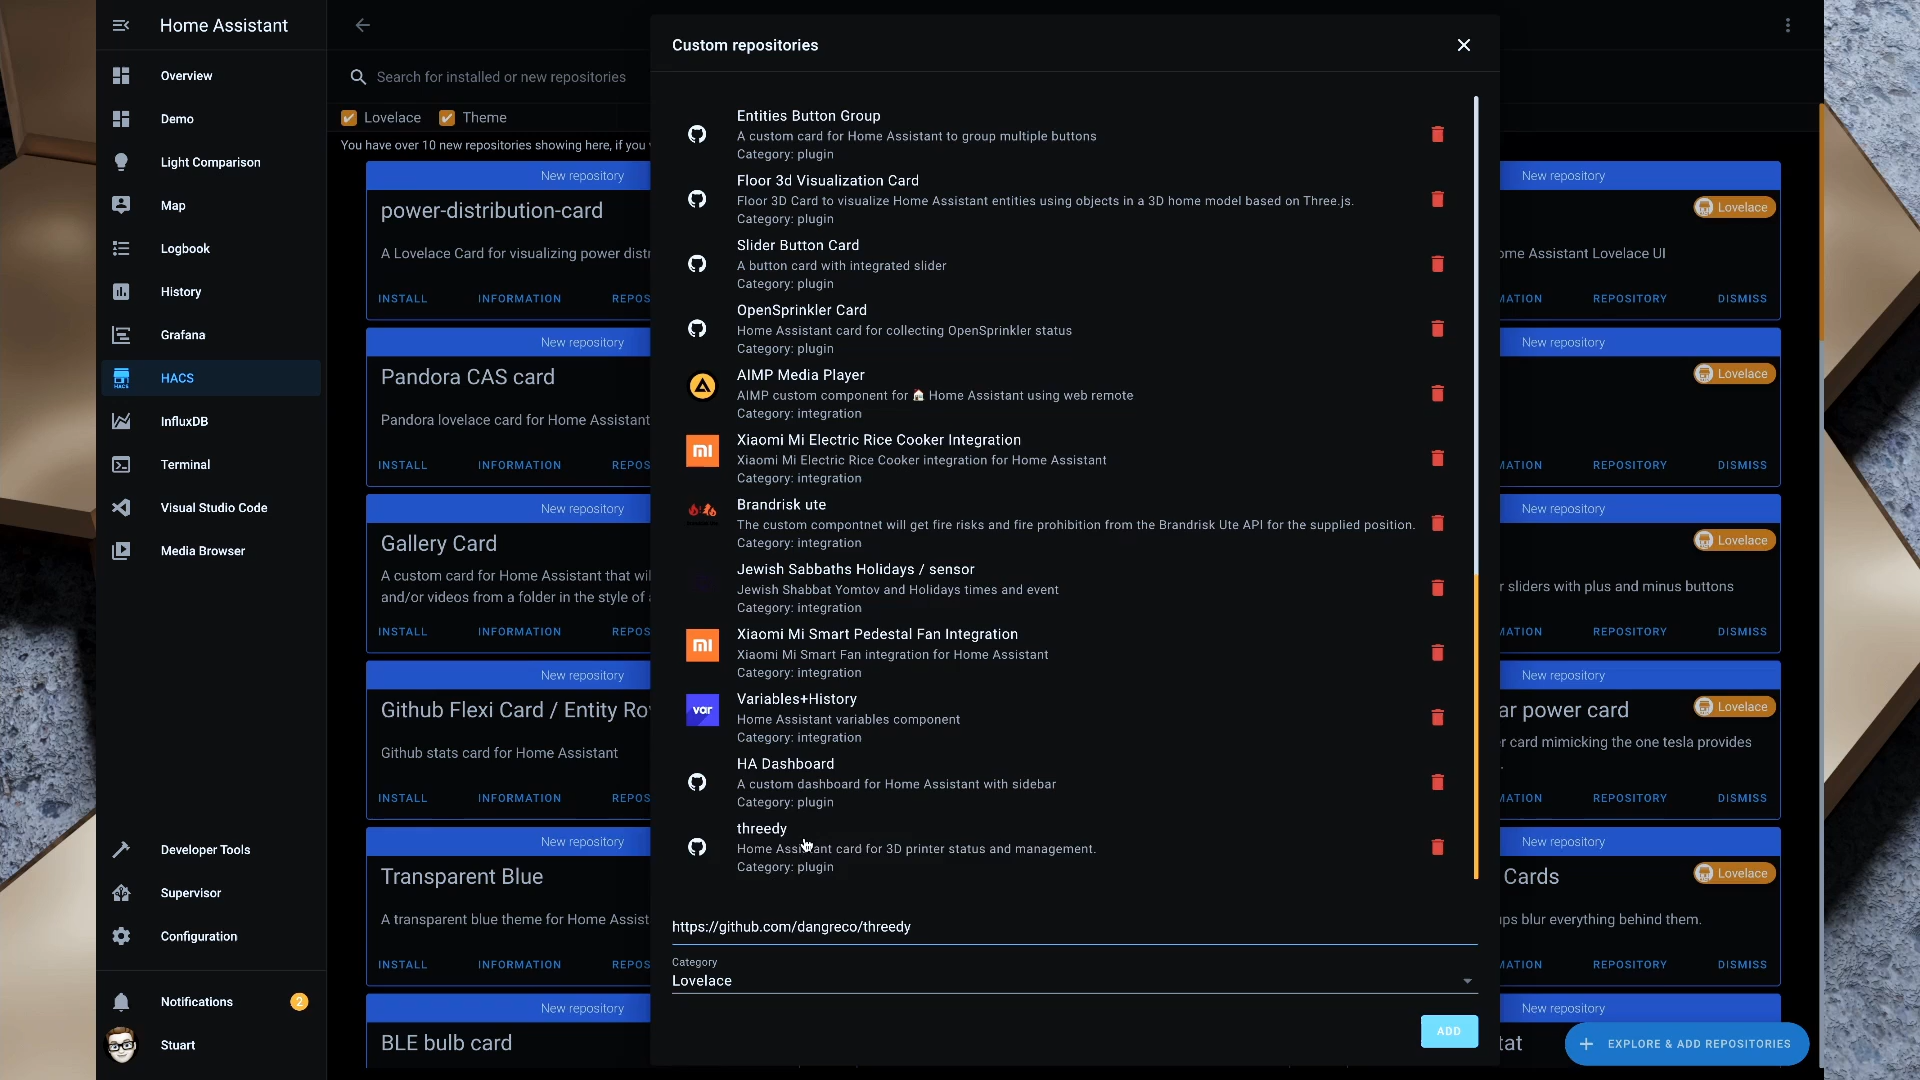 Home Assistant
Overview
Demo
Light Comparison
Map
Logbook
History
Grafana
HACS
HACS
InfluxDB
Terminal
Visual Studio Code
Media Browser
Developer Tools
Supervisor
Configuration
Notifications
2
Stuart
Search for installed or new repositories
Lovelace
Theme
You have over 10 new repositories showing here, if you
New repository
power-distribution-card
A Lovelace Card for visualizing power distr
INSTALL INFORMATION REPOS
New repository
Pandora CAS card
Pandora lovelace card for Home Assistant
INSTALL INFORMATION REPOS
New repository
Gallery Card
A custom card for Home Assistant that wil
and/or videos from a folder in the style of
INSTALL INFORMATION REPOS
New repository
Github Flexi Card / Entity Ro
Github stats card for Home Assistant
INSTALL INFORMATION REPOS
New repository
Transparent Blue
A transparent blue theme for Home Assist
INSTALL INFORMATION REPOS
New repository
BLE bulb card
Custom repositories
Entities Button Group
A custom card for Home Assistant to group multiple buttons
Category: plugin
Floor 3d Visualization Card
Floor 3D Card to visualize Home Assistant entities using objects in a 3D home model based on Three.js.
Category: plugin
Slider Button Card
A button card with integrated slider
Category: plugin
OpenSprinkler Card
Home Assistant card for collecting OpenSprinkler status
Category: plugin
AIMP Media Player
AIMP custom component for 🏠 Home Assistant using web remote
Category: integration
mi
Xiaomi Mi Electric Rice Cooker Integration
Xiaomi Mi Electric Rice Cooker integration for Home Assistant
Category: integration
Brandrisk ute
The custom compontnet will get fire risks and fire prohibition from the Brandrisk Ute API for the supplied position.
Category: integration
Jewish Sabbaths Holidays / sensor
Jewish Shabbat Yomtov and Holidays times and event
Category: integration
mi
Xiaomi Mi Smart Pedestal Fan Integration
Xiaomi Mi Smart Fan integration for Home Assistant
Category: integration
var
Variables+History
Home Assistant variables component
Category: integration
HA Dashboard
A custom dashboard for Home Assistant with sidebar
Category: plugin
threedy
Home Assistant card for 3D printer status and management.
Category: plugin
https://github.com/dangreco/threedy
Category
Lovelace
ADD
New repository
Lovelace
ome Assistant Lovelace UI
MATION REPOSITORY DISMISS
New repository
Lovelace
MATION REPOSITORY DISMISS
New repository
Lovelace
r sliders with plus and minus buttons
MATION REPOSITORY DISMISS
New repository
ar power card
Lovelace
r card mimicking the one tesla provides
.
MATION REPOSITORY DISMISS
New repository
Cards
Lovelace
ups blur everything behind them.
MATION REPOSITORY DISMISS
New repository
tat
EXPLORE & ADD REPOSITORIES